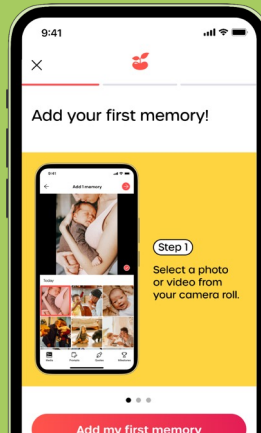 9:41
Add your first memory!
9:41
Add 1 memory
Today
Step 1
Select a photo
or video from
your camera roll.
Add my first memory